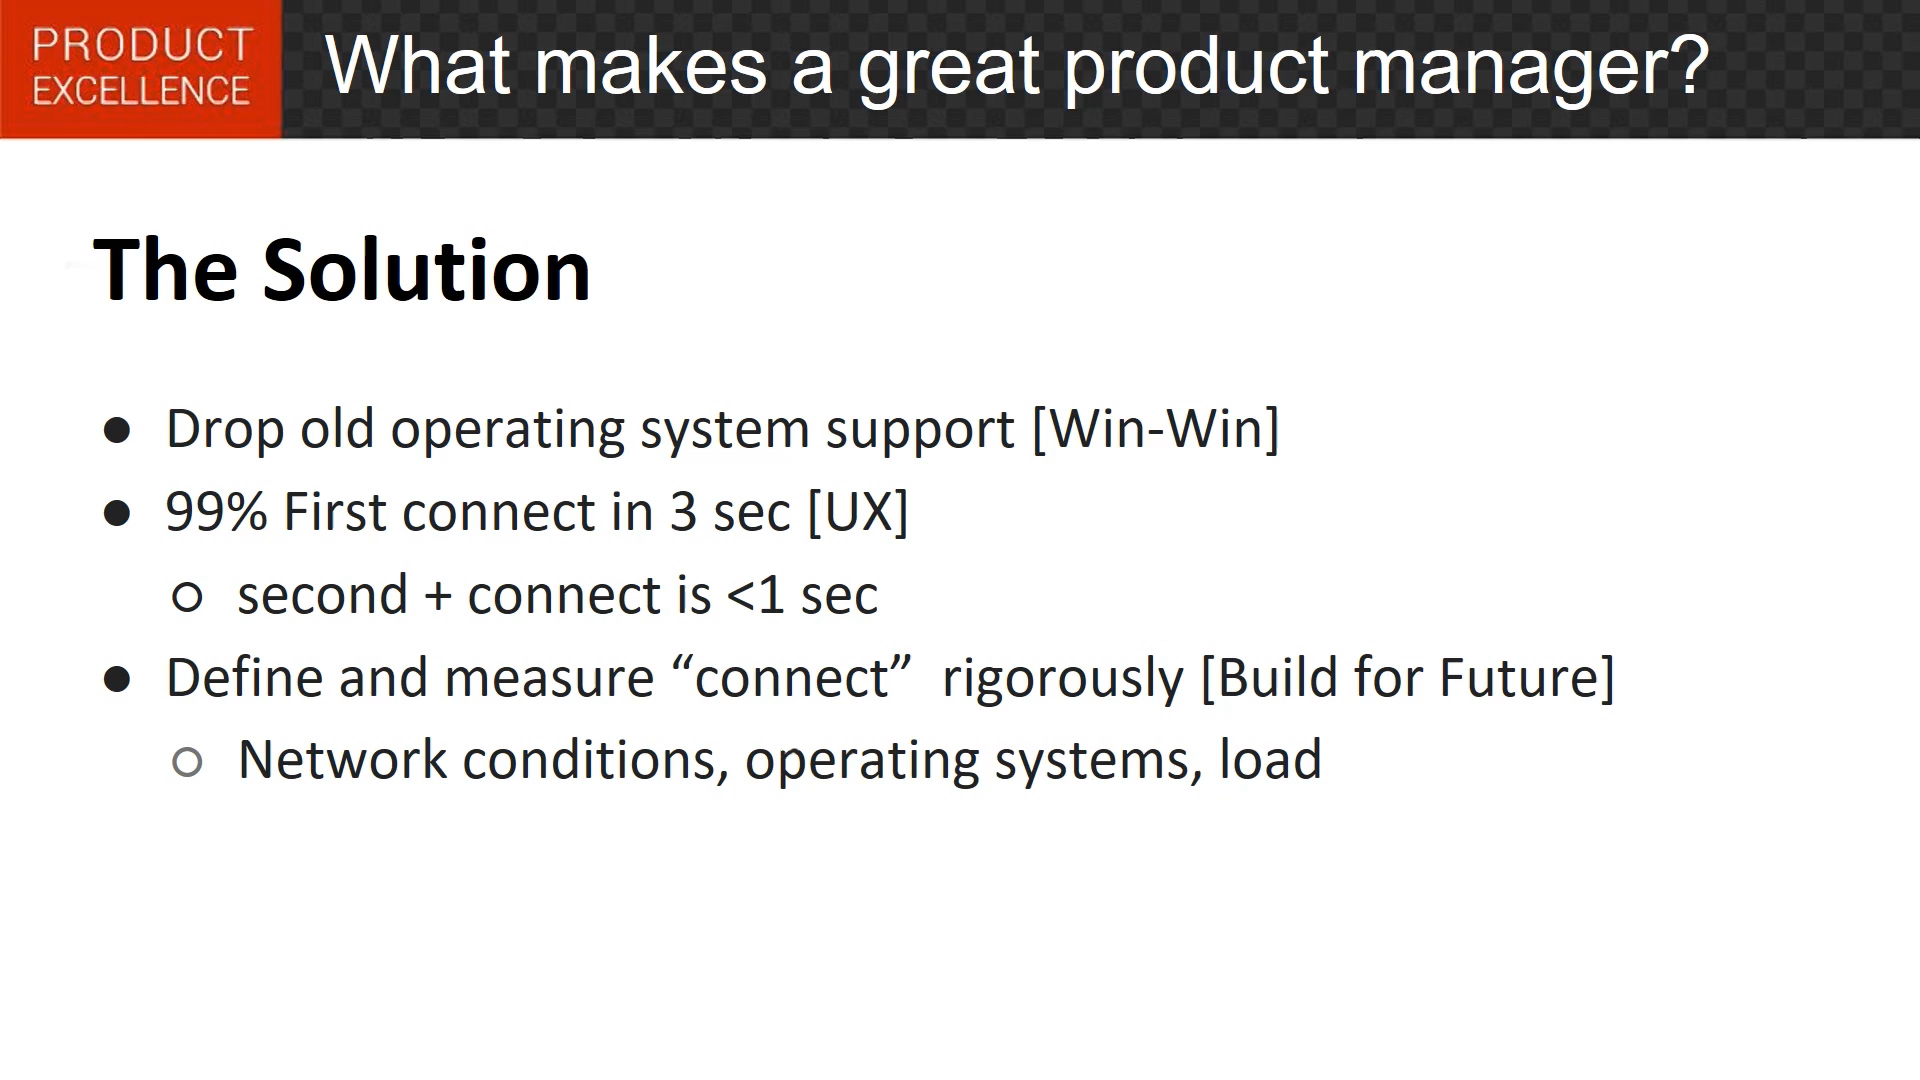 PRODUCT
EXCELLENCE
What makes a great product manager?
The Solution
● Drop old operating system support [Win-Win]
● 99% First connect in 3 sec [UX]
○ second + connect is <1 sec
● Define and measure “connect”  rigorously [Build for Future]
○ Network conditions, operating systems, load